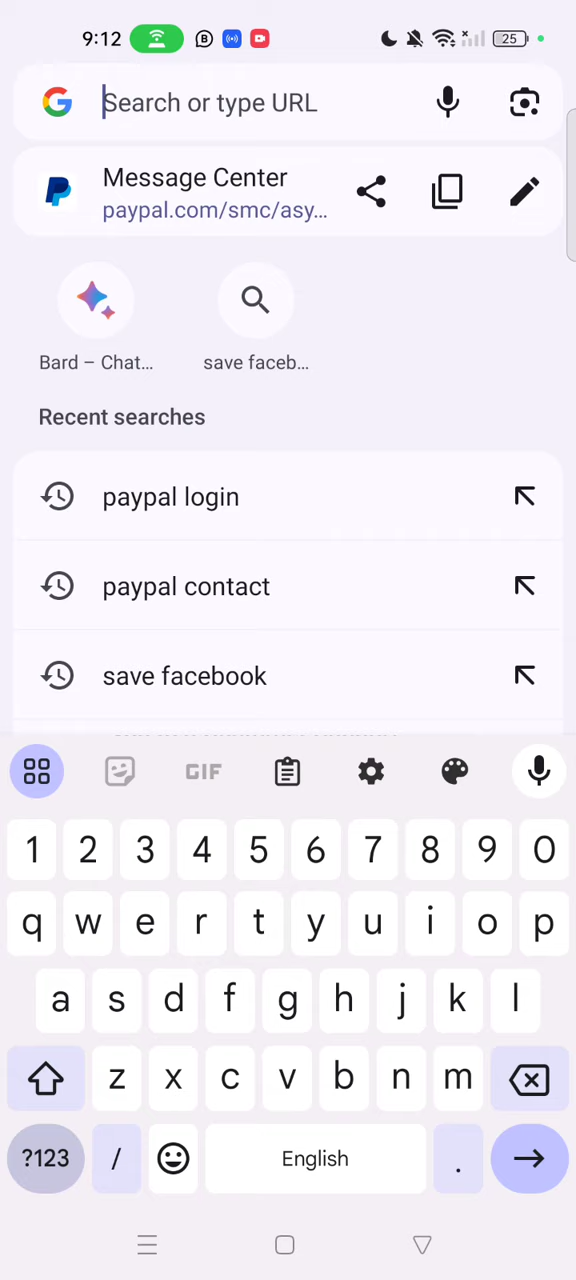 9:12
25
Search or type URL
Message Center
paypal.com/smc/asy...
Bard – Chat...
save faceb...
Recent searches
paypal login
paypal contact
save facebook
GIF
1 2 3 4 5 6 7 8 9 0
q w e r t y u i o p
a s d f g h j k l
z x c v b n m
?123 / English .